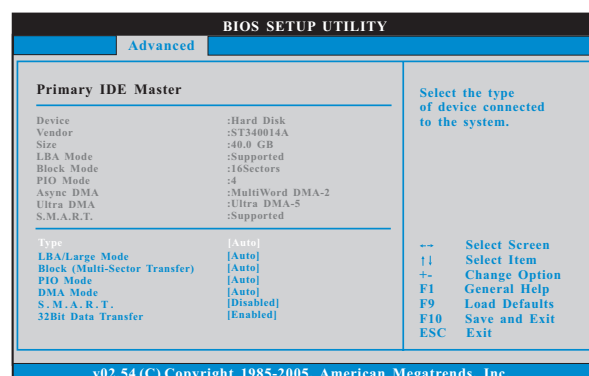 BIOS SETUP UTILITY
Advanced
Primary IDE Master
Device :Hard Disk
Vendor :ST340014A
Size :40.0 GB
LBA Mode :Supported
Block Mode :16Sectors
PIO Mode :4
Async DMA :MultiWord DMA-2
Ultra DMA :Ultra DMA-5
S.M.A.R.T. :Supported
Type [Auto]
LBA/Large Mode [Auto]
Block (Multi-Sector Transfer) [Auto]
PIO Mode [Auto]
DMA Mode [Auto]
S.M.A.R.T. [Disabled]
32Bit Data Transfer [Enabled]
Select the type
of device connected
to the system.
←→ Select Screen
↑↓ Select Item
+- Change Option
F1 General Help
F9 Load Defaults
F10 Save and Exit
ESC Exit
v02.54 (C) Copyright 1985-2005, American Megatrends, Inc.